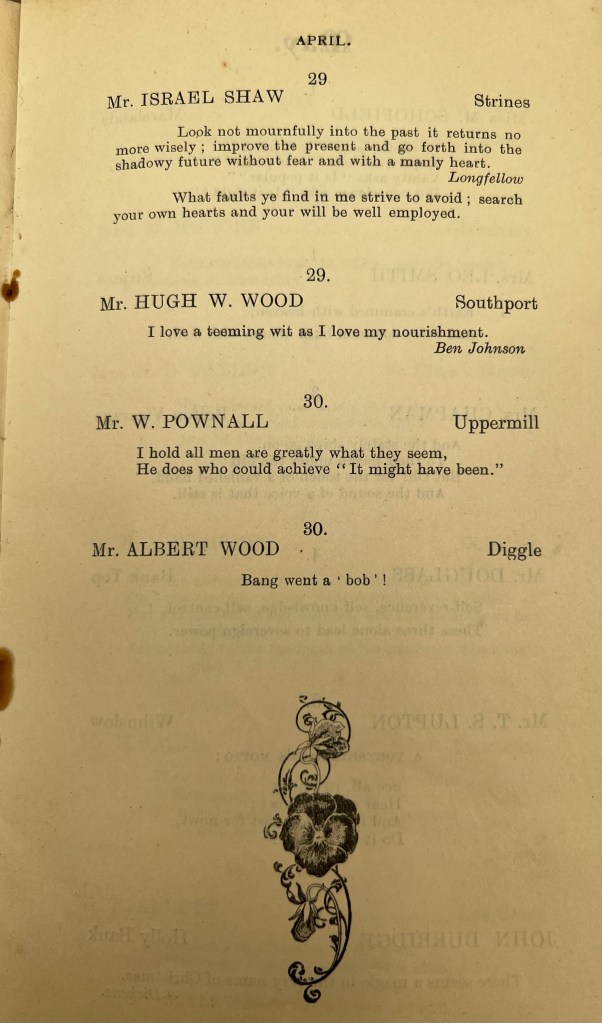 APRIL.
29
Mr. ISRAEL SHAW Strines
Look not mournfully into the past it returns no
more wisely ; improve the present and go forth into the
shadowy future without fear and with a manly heart.
Longfellow
What faults ye find in me strive to avoid ; search
your own hearts and your will be well employed.
29.
Mr. HUGH W. WOOD Southport
I love a teeming wit as I love my nourishment.
Ben Johnson
30.
Mr. W. POWNALL Uppermill
I hold all men are greatly what they seem,
He does who could achieve "It might have been."
30.
Mr. ALBERT WOOD Diggle
Bang went a ' bob ' !